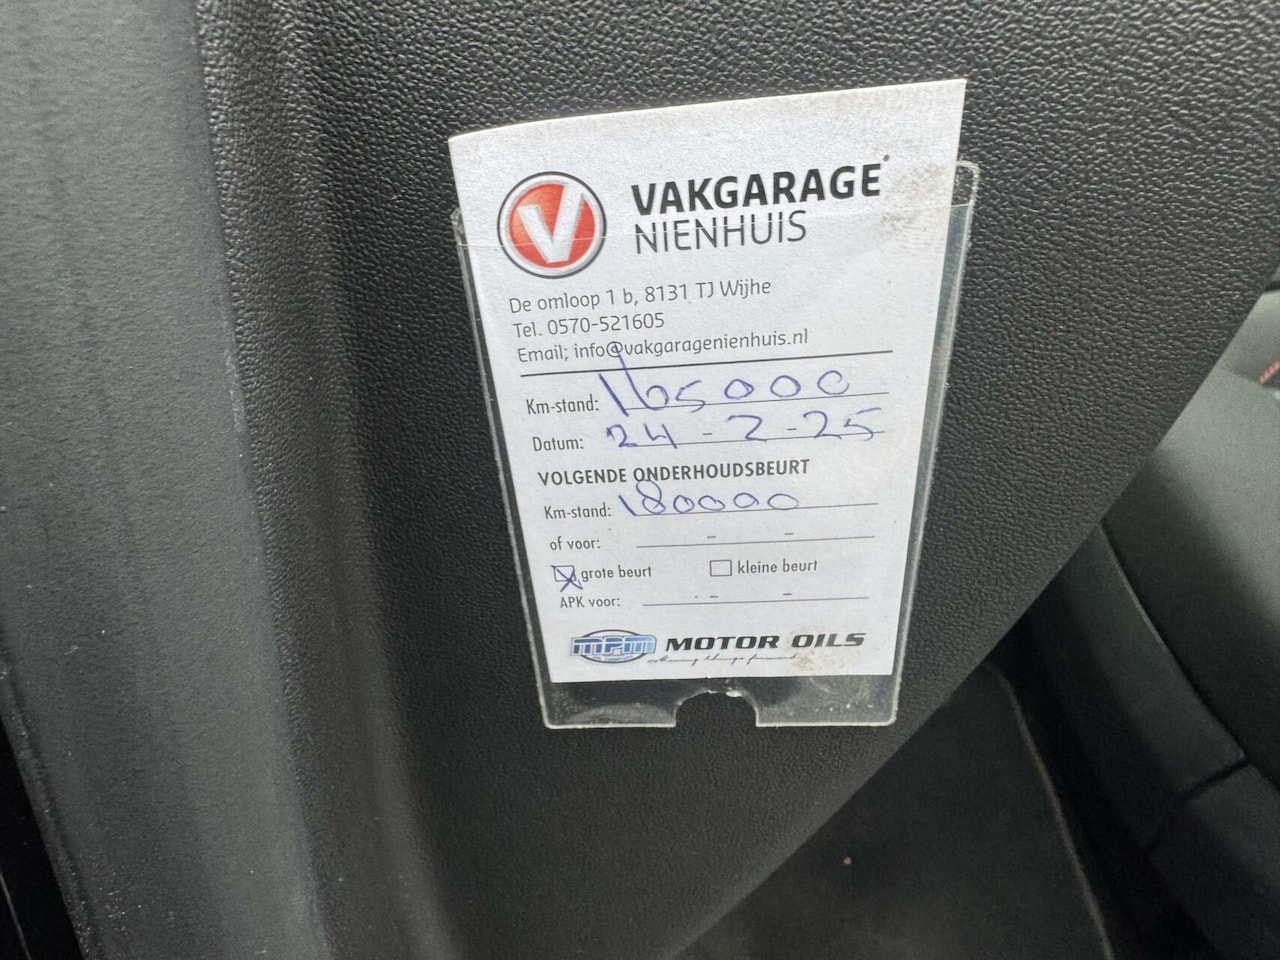 V VAKGARAGE
NIENHUIS
De omloop 1 b, 8131 TJ Wijhe
Tel. 0570-521605
Email; info@vakgaragenienhuis.nl
Km-stand: 165000
Datum: 24-2-25
VOLGENDE ONDERHOUDSBEURT
Km-stand: 180000
of voor: - -
grote beurt kleine beurt
APK voor: - -
MPM MOTOR OILS